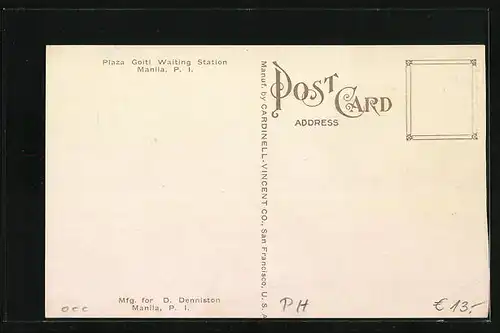 Plaza Goiti Waiting Station
Manila, P. I.
Manuf. by CARDINELL-VINCENT CO., San Francisco, U. S. A
POST CARD
ADDRESS
Mfg. for D. Denniston
Manila, P. I.
occ
PH
€ 13.-